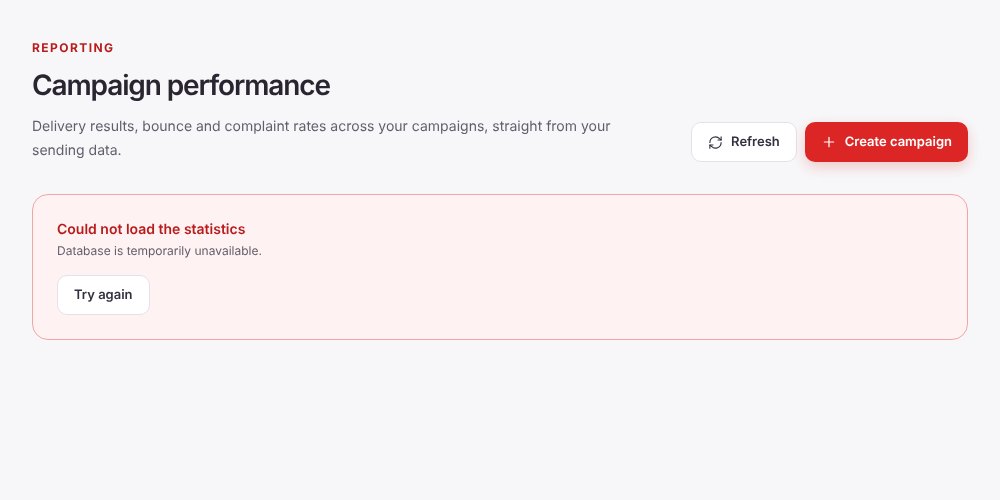 REPORTING
Campaign performance
Delivery results, bounce and complaint rates across your campaigns, straight from your
sending data.
Refresh
Create campaign
Could not load the statistics
Database is temporarily unavailable.
Try again